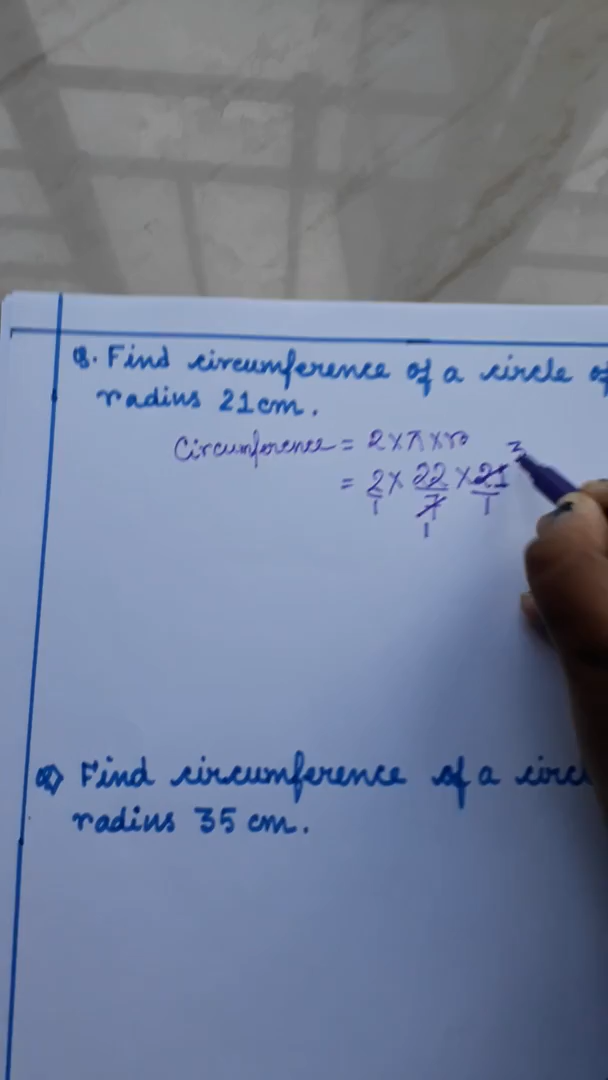 Q. Find circumference of a circle of
radius 21cm.
Circumference = 2×π×r
= 2/1 × 22/7 × 21/1 3
1
Q) Find circumference of a
radius 35 cm.